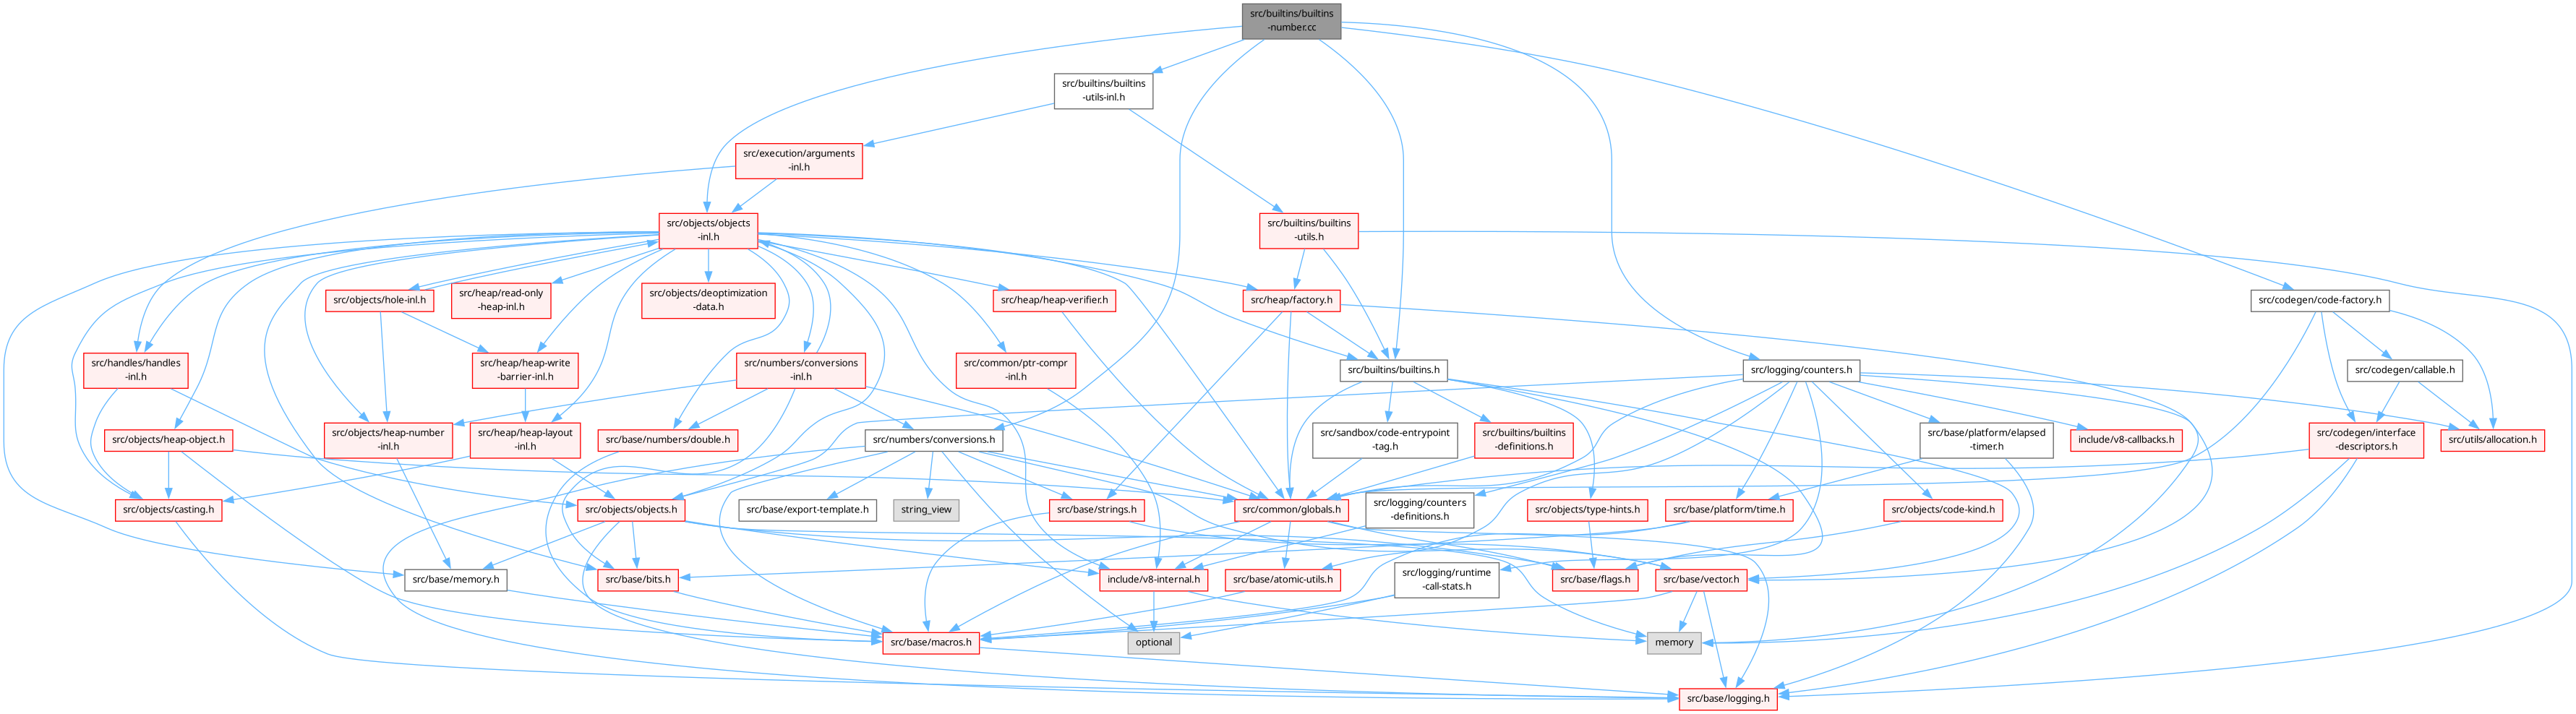 src/builtins/builtins
-number.cc
src/builtins/builtins
-utils-inl.h
src/execution/arguments
-inl.h
src/objects/objects
-inl.h
src/builtins/builtins
-utils.h
src/objects/hole-inl.h
src/heap/read-only
-heap-inl.h
src/objects/deoptimization
-data.h
src/heap/heap-verifier.h
src/heap/factory.h
src/codegen/code-factory.h
src/handles/handles
-inl.h
src/heap/heap-write
-barrier-inl.h
src/numbers/conversions
-inl.h
src/common/ptr-compr
-inl.h
src/builtins/builtins.h
src/logging/counters.h
src/codegen/callable.h
src/objects/heap-object.h
src/objects/heap-number
-inl.h
src/heap/heap-layout
-inl.h
src/base/numbers/double.h
src/numbers/conversions.h
src/sandbox/code-entrypoint
-tag.h
src/builtins/builtins
-definitions.h
src/base/platform/elapsed
-timer.h
include/v8-callbacks.h
src/codegen/interface
-descriptors.h
src/utils/allocation.h
src/objects/casting.h
src/objects/objects.h
src/base/export-template.h
string_view
src/base/strings.h
src/common/globals.h
src/logging/counters
-definitions.h
src/objects/type-hints.h
src/base/platform/time.h
src/objects/code-kind.h
src/base/memory.h
src/base/bits.h
include/v8-internal.h
src/base/atomic-utils.h
src/logging/runtime
-call-stats.h
src/base/flags.h
src/base/vector.h
src/base/macros.h
optional
memory
src/base/logging.h